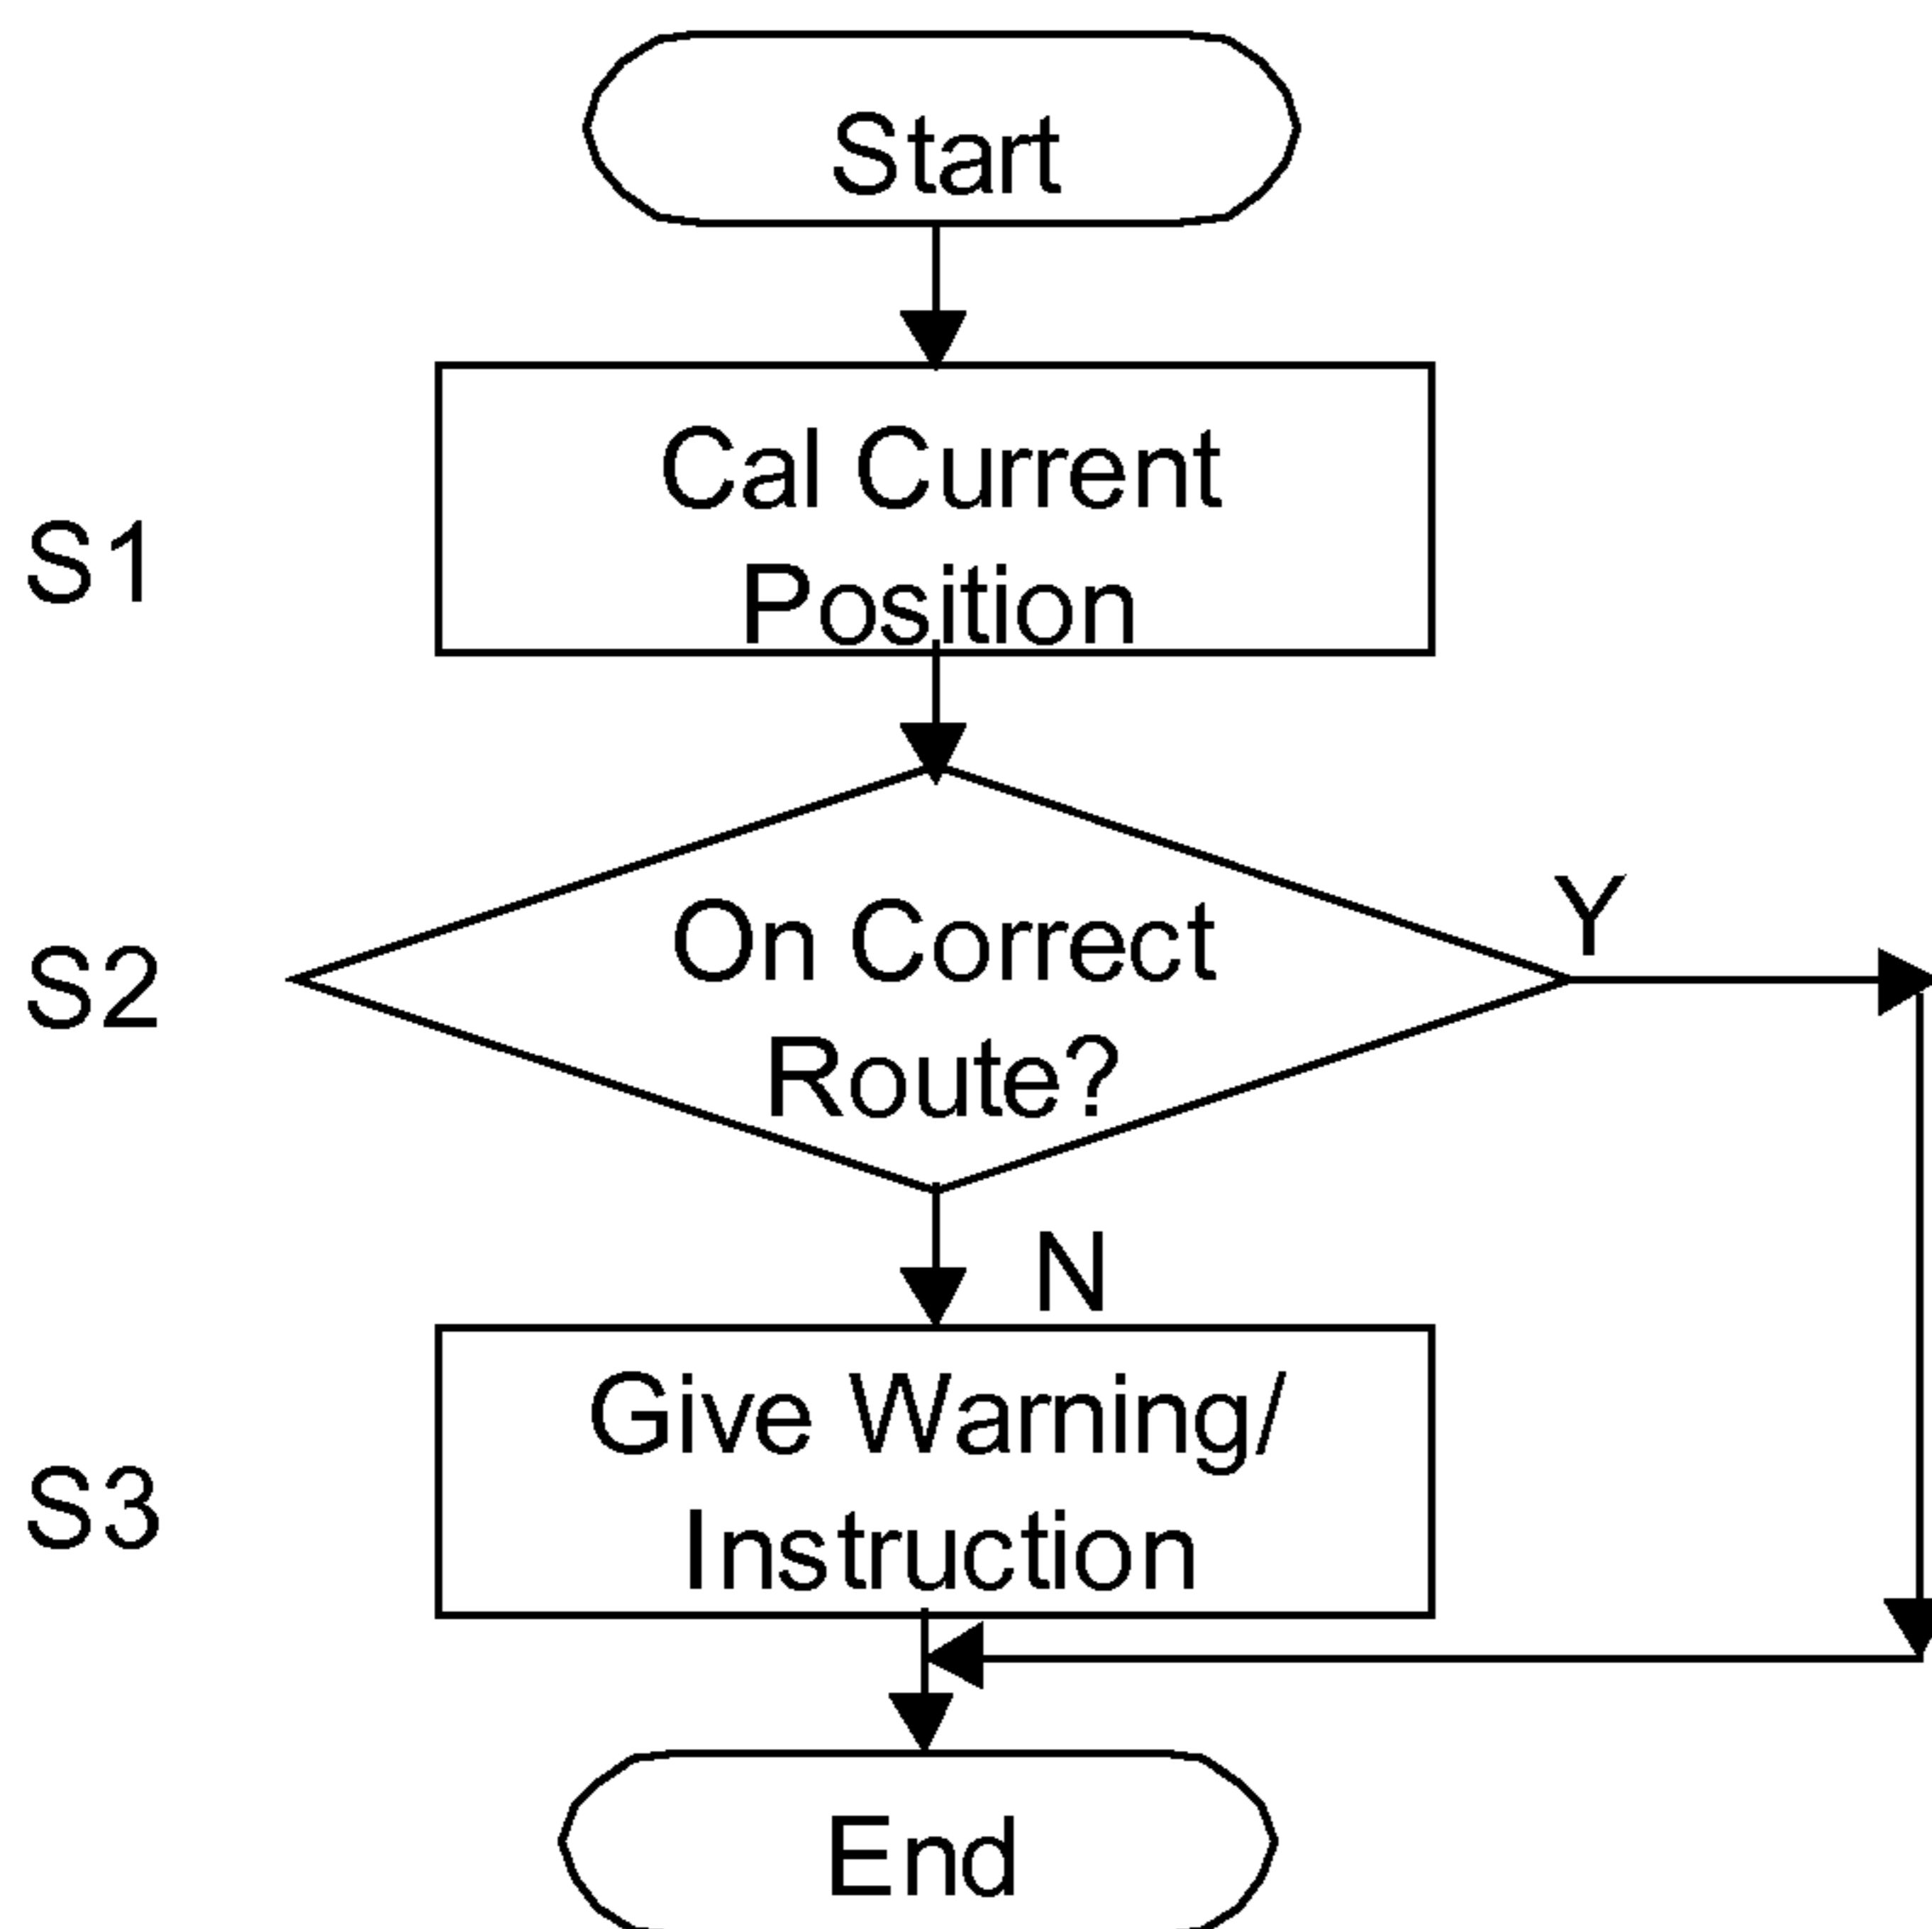 Start
S1
Cal Current
Position
S2
On Correct
Route?
Y
N
S3
Give Warning/
Instruction
End